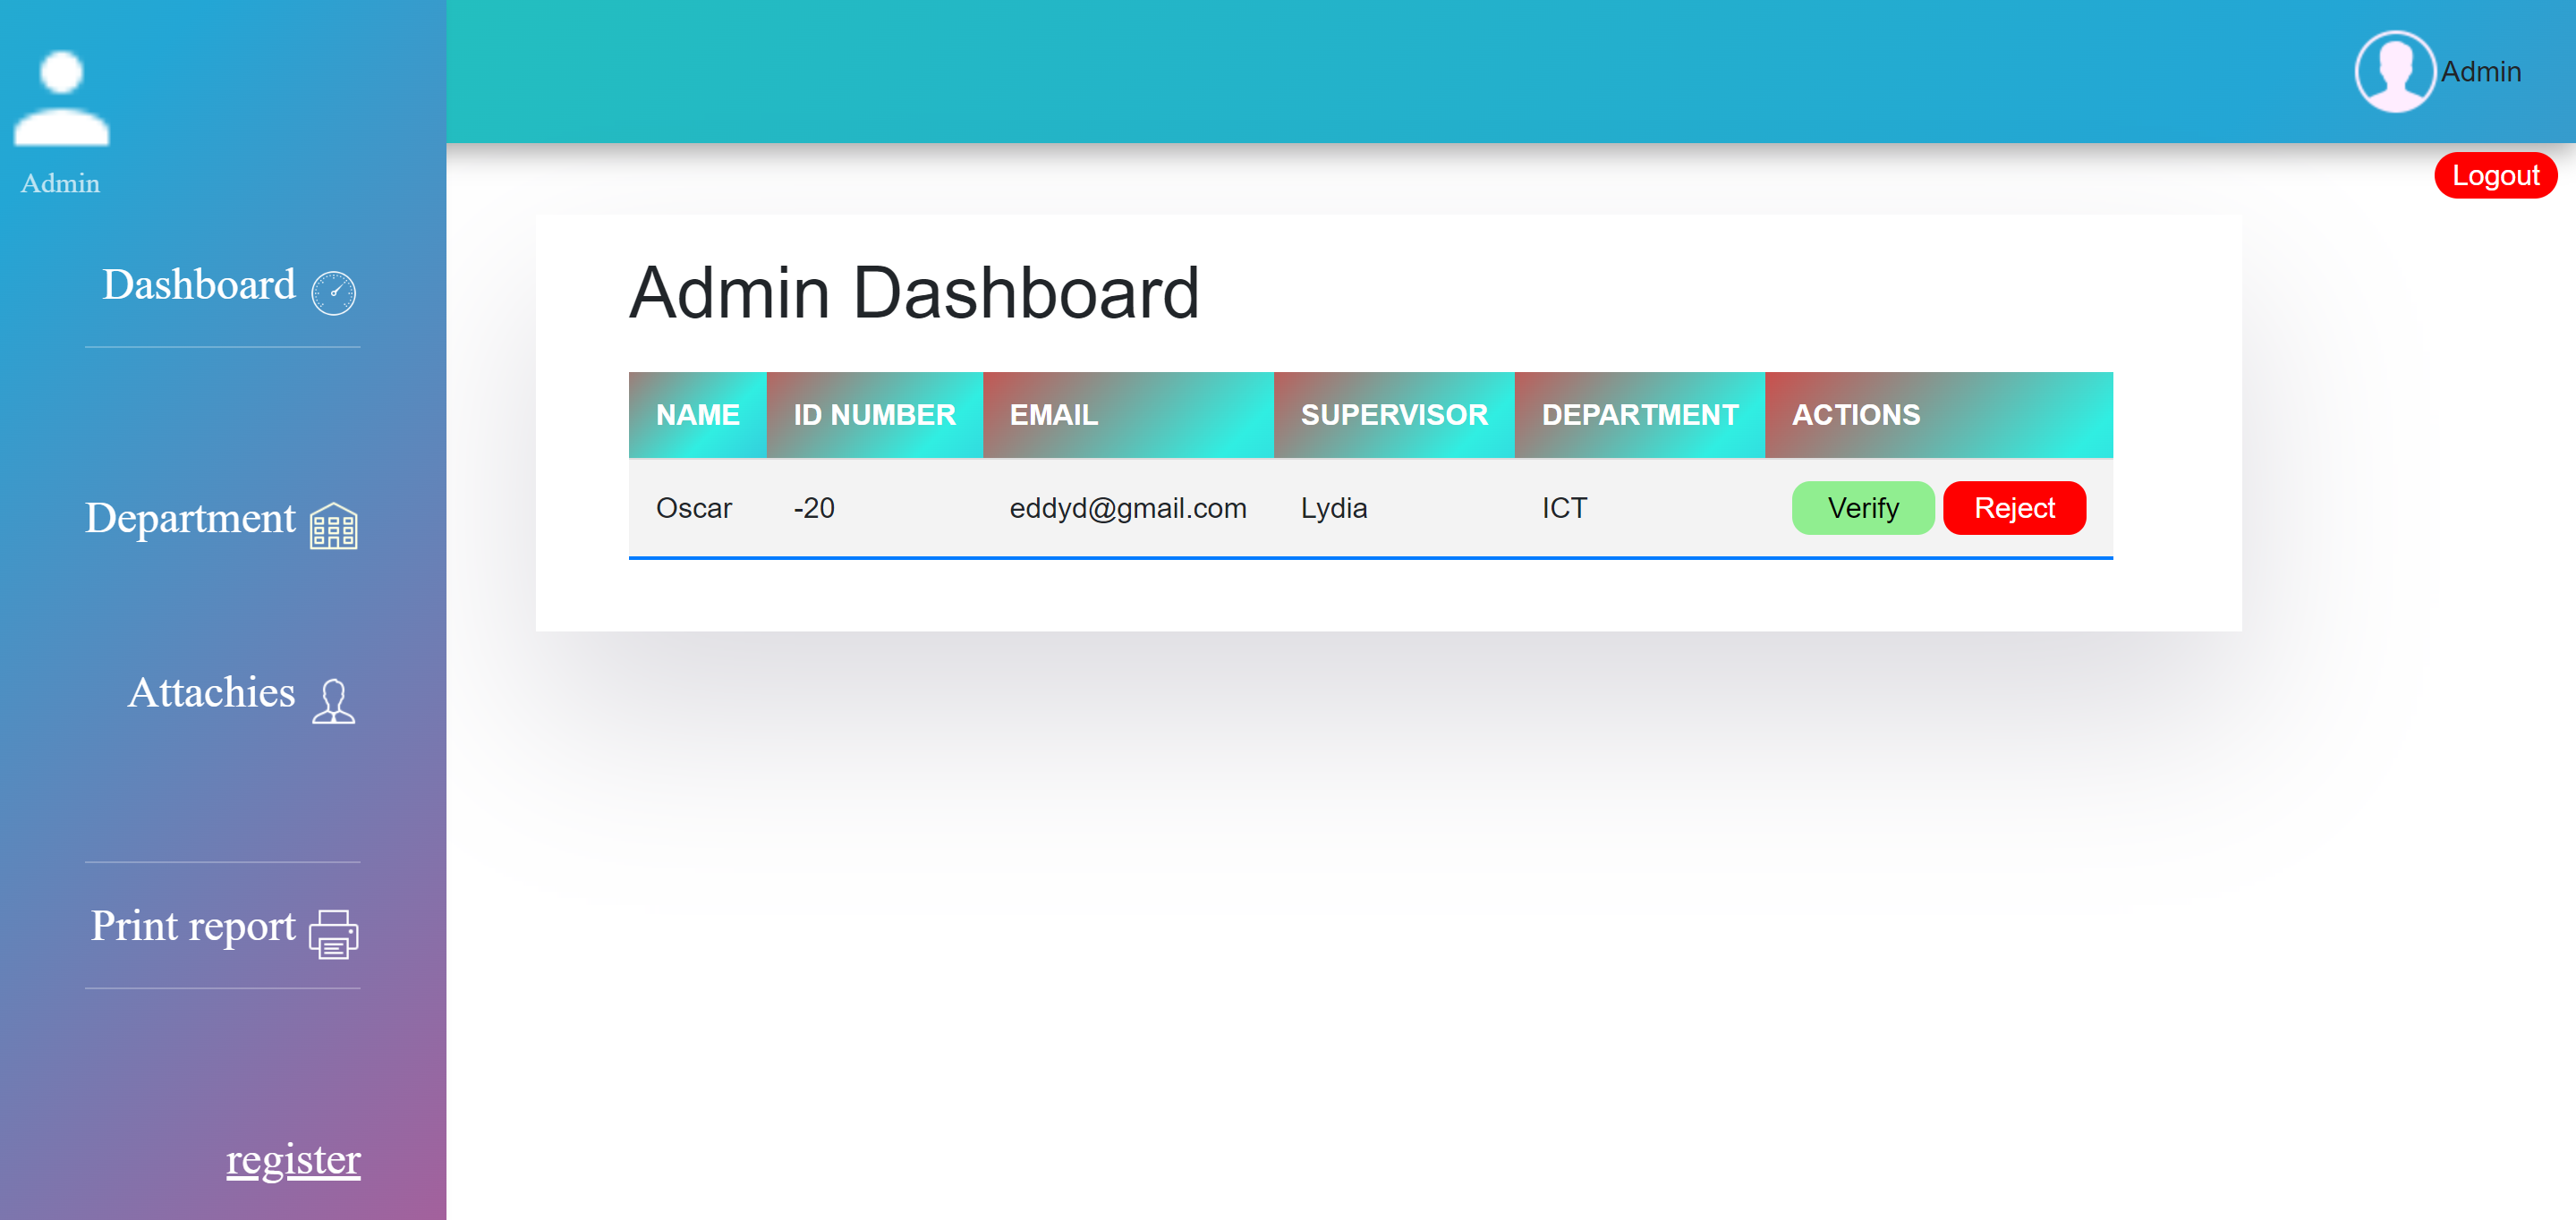 Admin
Dashboard
Department
Attachies
Print report
register
Admin
Logout
Admin Dashboard
NAME ID NUMBER EMAIL SUPERVISOR DEPARTMENT ACTIONS
Oscar -20 eddyd@gmail.com Lydia ICT Verify Reject